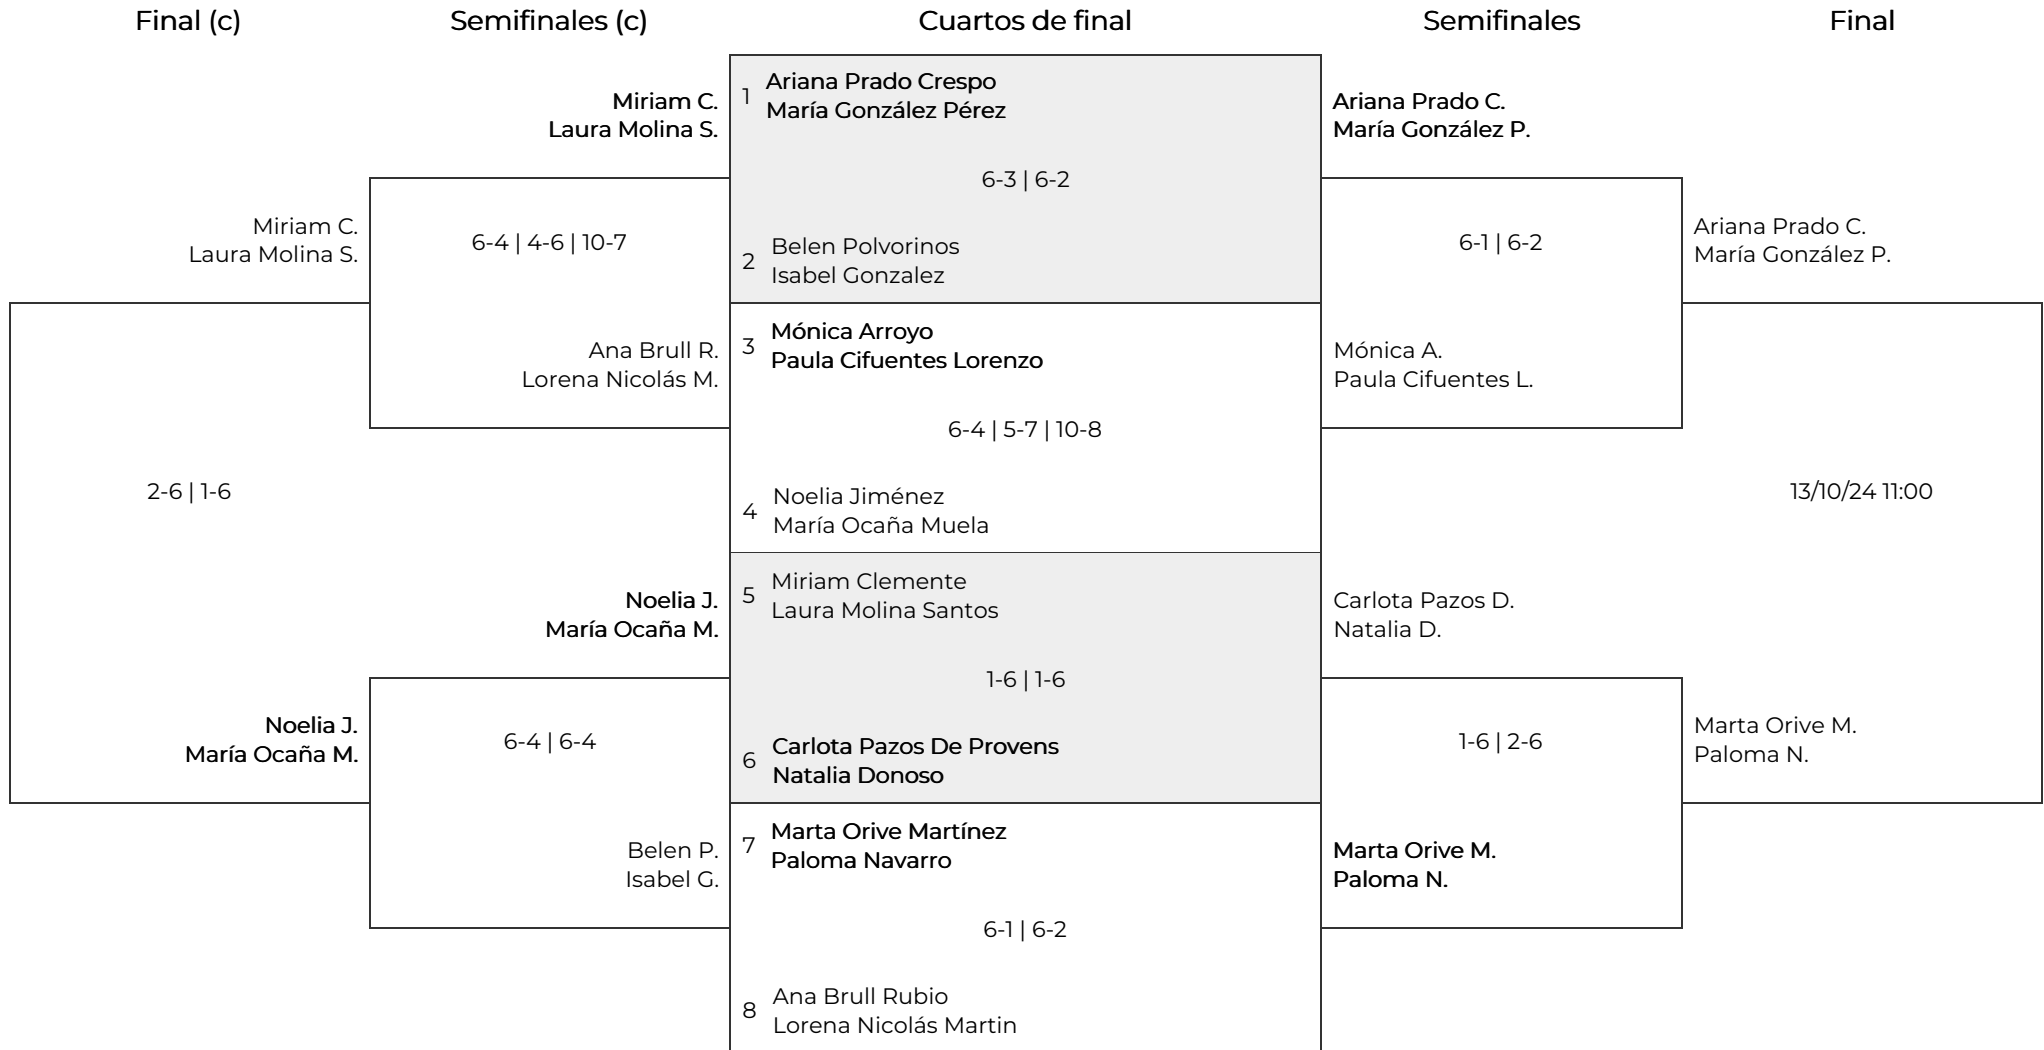 Final (c)
Semifinales (c)
Cuartos de final
Semifinales
Final
Miriam C.
Laura Molina S.
6-4 | 4-6 | 10-7
Ana Brull R.
Lorena Nicolás M.
Miriam C.
Laura Molina S.
2-6 | 1-6
Noelia J.
María Ocaña M.
Noelia J.
María Ocaña M.
6-4 | 6-4
Belen P.
Isabel G.
1
Ariana Prado Crespo
María González Pérez
6-3 | 6-2
2
Belen Polvorinos
Isabel Gonzalez
3
Mónica Arroyo
Paula Cifuentes Lorenzo
6-4 | 5-7 | 10-8
4
Noelia Jiménez
María Ocaña Muela
5
Miriam Clemente
Laura Molina Santos
1-6 | 1-6
6
Carlota Pazos De Provens
Natalia Donoso
7
Marta Orive Martínez
Paloma Navarro
6-1 | 6-2
8
Ana Brull Rubio
Lorena Nicolás Martin
Ariana Prado C.
María González P.
6-1 | 6-2
Mónica A.
Paula Cifuentes L.
Carlota Pazos D.
Natalia D.
1-6 | 2-6
Marta Orive M.
Paloma N.
Ariana Prado C.
María González P.
13/10/24 11:00
Marta Orive M.
Paloma N.